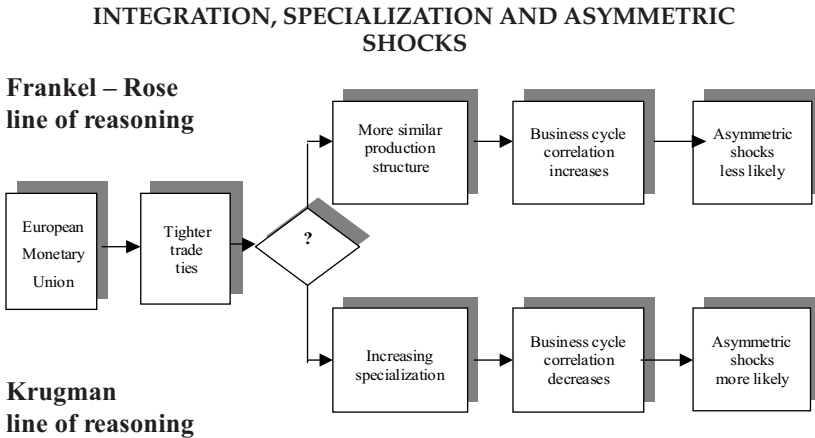 INTEGRATION, SPECIALIZATION AND ASYMMETRIC
SHOCKS
Frankel – Rose
line of reasoning
More similar
production
structure
Business cycle
correlation
increases
Asymmetric
shocks
less likely
European
Monetary
Union
Tighter
trade
ties
?
Increasing
specialization
Business cycle
correlation
decreases
Asymmetric
shocks
more likely
Krugman
line of reasoning